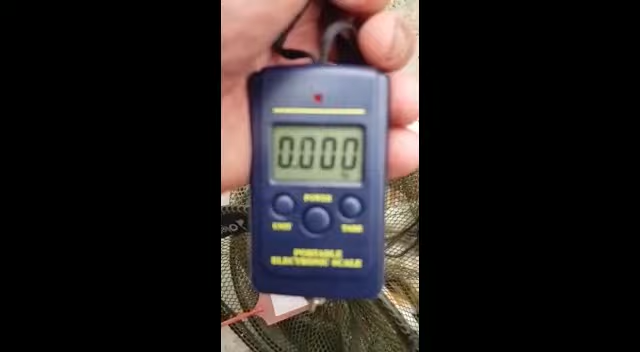 0.000
POWER
UNIT TARE
PORTABLE
ELECTRONIC SCALE